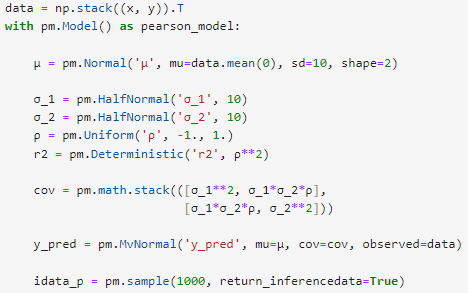 data = np.stack((x, y)).T
with pm.Model() as pearson_model:
μ = pm.Normal('μ', mu=data.mean(0), sd=10, shape=2)
σ_1 = pm.HalfNormal('σ_1', 10)
σ_2 = pm.HalfNormal('σ_2', 10)
ρ = pm.Uniform('ρ', -1., 1.)
r2 = pm.Deterministic('r2', ρ**2)
cov = pm.math.stack(([σ_1**2, σ_1*σ_2*ρ],
[σ_1*σ_2*ρ, σ_2**2]))
y_pred = pm.MvNormal('y_pred', mu=μ, cov=cov, observed=data)
idata_p = pm.sample(1000, return_inferencedata=True)